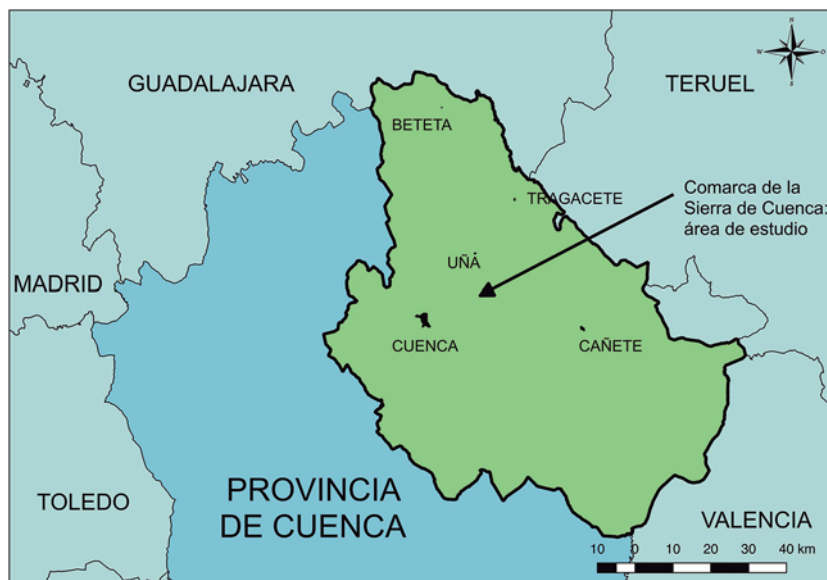 N
W O
S
GUADALAJARA
TERUEL
BETETA
TRAGACETE
Comarca de la
Sierra de Cuenca:
área de estudio
UÑA
MADRID
CUENCA
CAÑETE
PROVINCIA
DE CUENCA
TOLEDO
VALENCIA
10 0 10 20 30 40 km